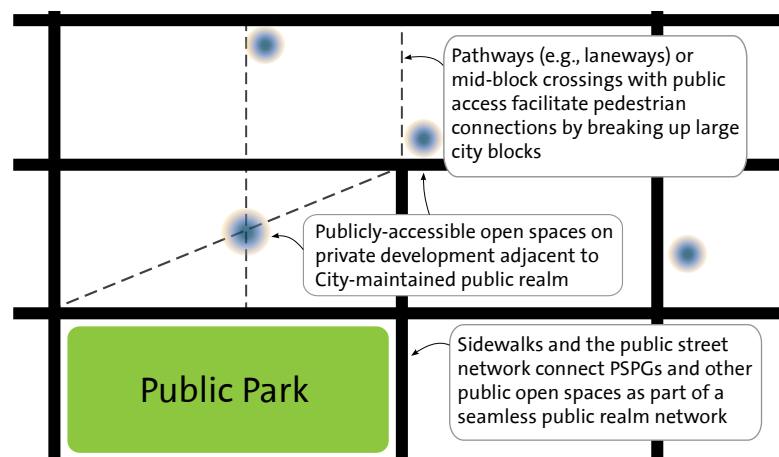 Pathways (e.g., laneways) or
mid-block crossings with public
access facilitate pedestrian
connections by breaking up large
city blocks
Publicly-accessible open spaces on
private development adjacent to
City-maintained public realm
Sidewalks and the public street
network connect PSPGs and other
public open spaces as part of a
seamless public realm network
Public Park